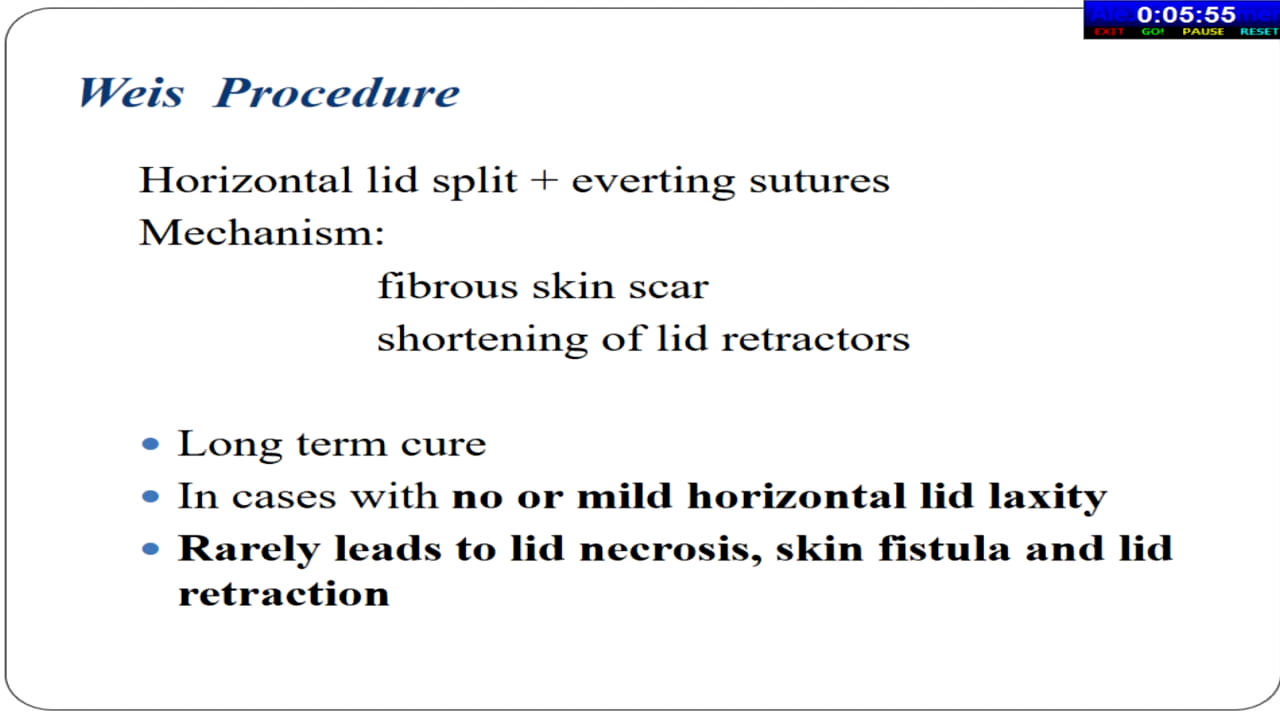 0:05:55
EXIT GO! PAUSE RESET
Weis Procedure
Horizontal lid split + everting sutures
Mechanism:
fibrous skin scar
shortening of lid retractors
• Long term cure
• In cases with no or mild horizontal lid laxity
• Rarely leads to lid necrosis, skin fistula and lid
retraction